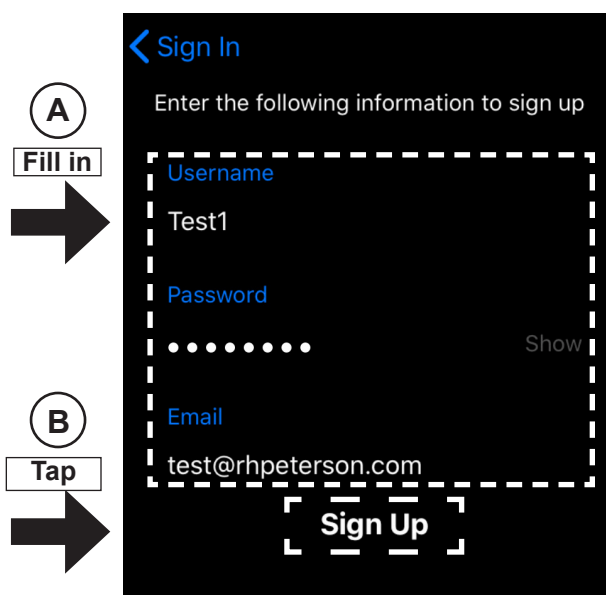 Sign In
Enter the following information to sign up
A
Fill in
Username
Test1
Password
••••••••
Show
B
Email
Tap
test@rhpeterson.com
Sign Up